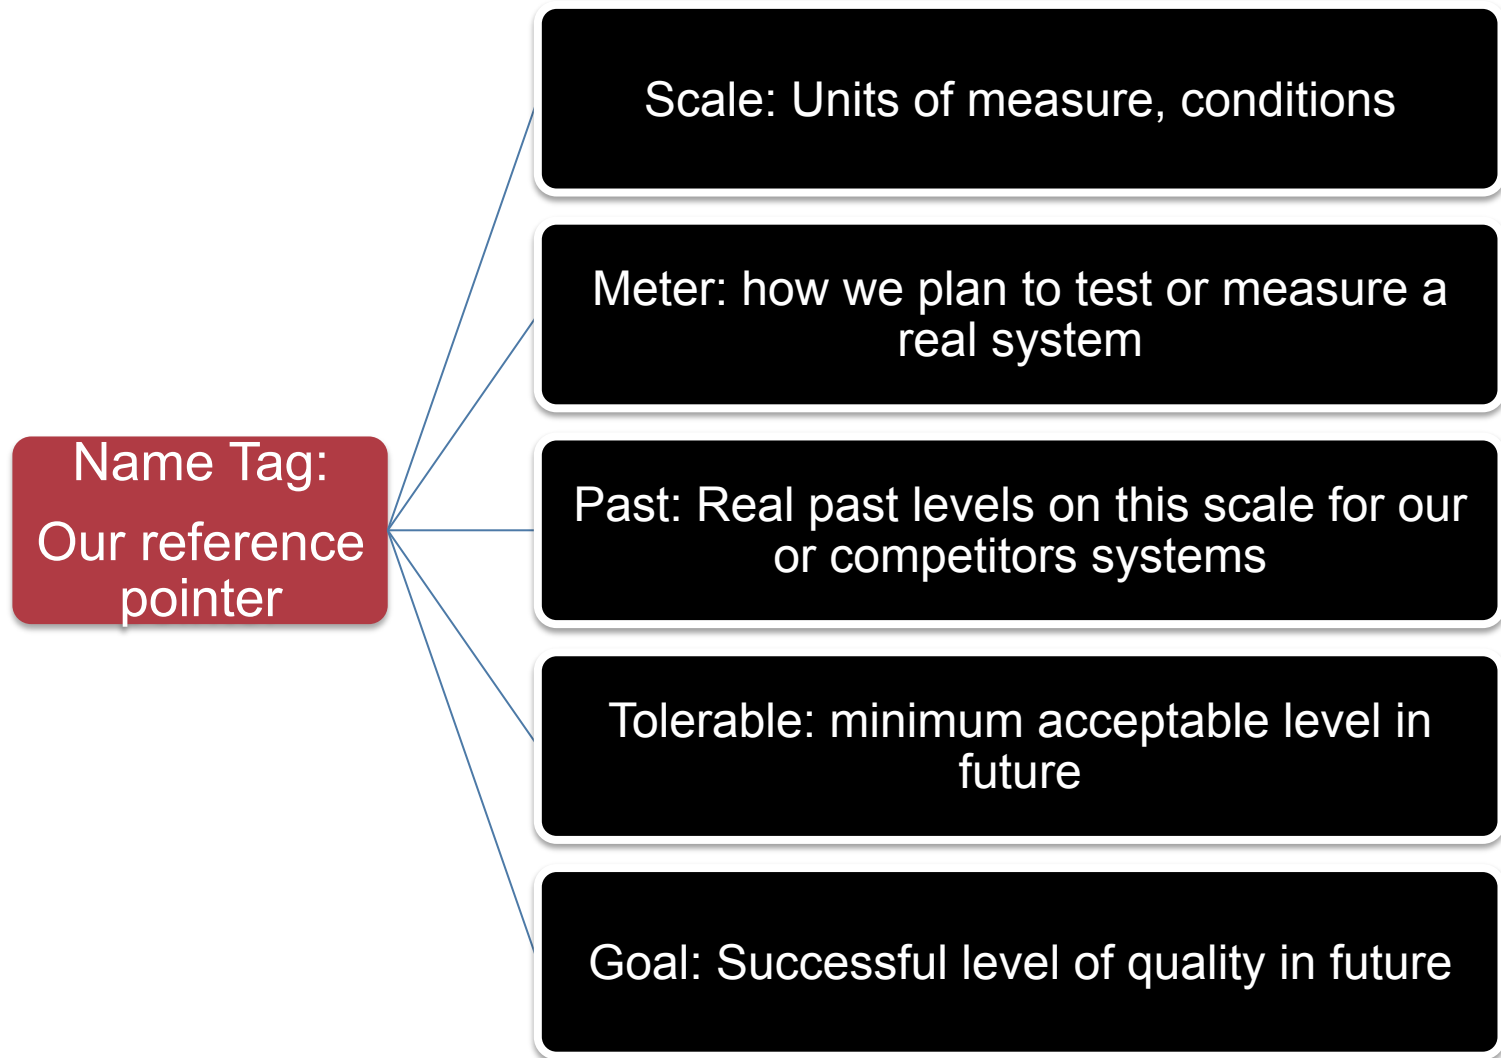 Scale: Units of measure, conditions
Meter: how we plan to test or measure a
real system
Name Tag:
Our reference
pointer
Past: Real past levels on this scale for our
or competitors systems
Tolerable: minimum acceptable level in
future
Goal: Successful level of quality in future